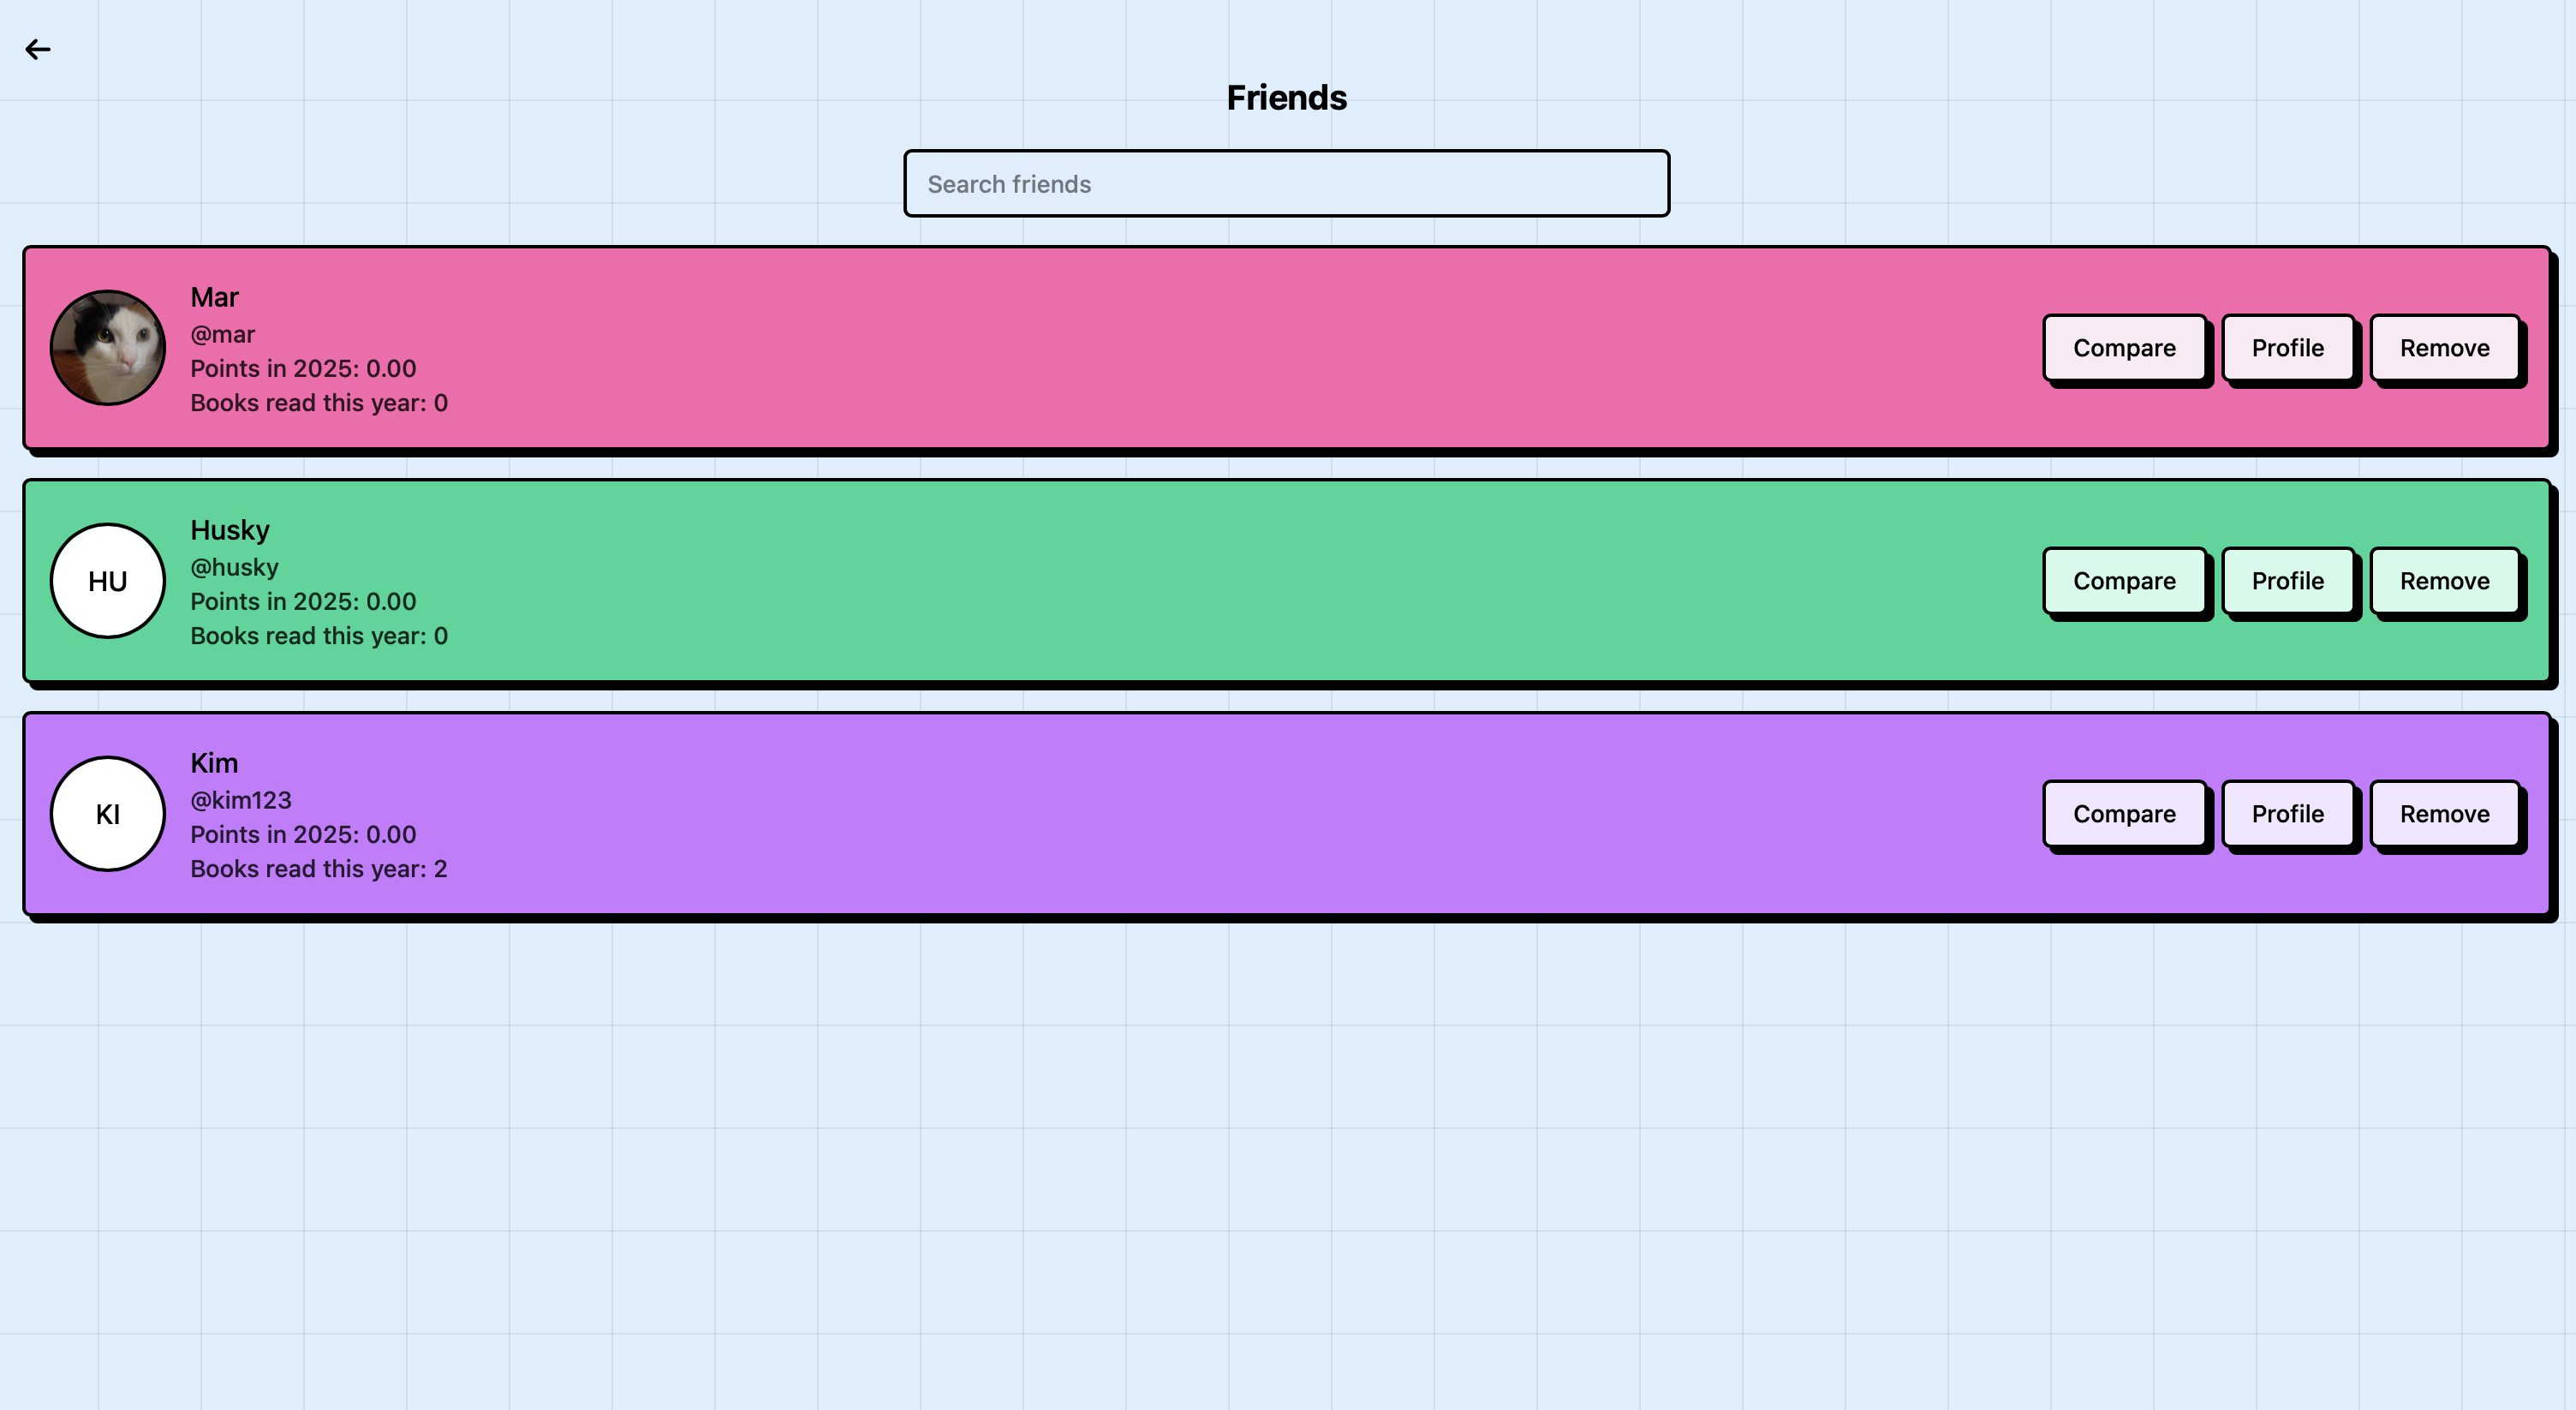 Friends
Search friends
Mar
@mar
Points in 2025: 0.00
Books read this year: 0
Compare
Profile
Remove
HU
Husky
@husky
Points in 2025: 0.00
Books read this year: 0
Compare
Profile
Remove
KI
Kim
@kim123
Points in 2025: 0.00
Books read this year: 2
Compare
Profile
Remove